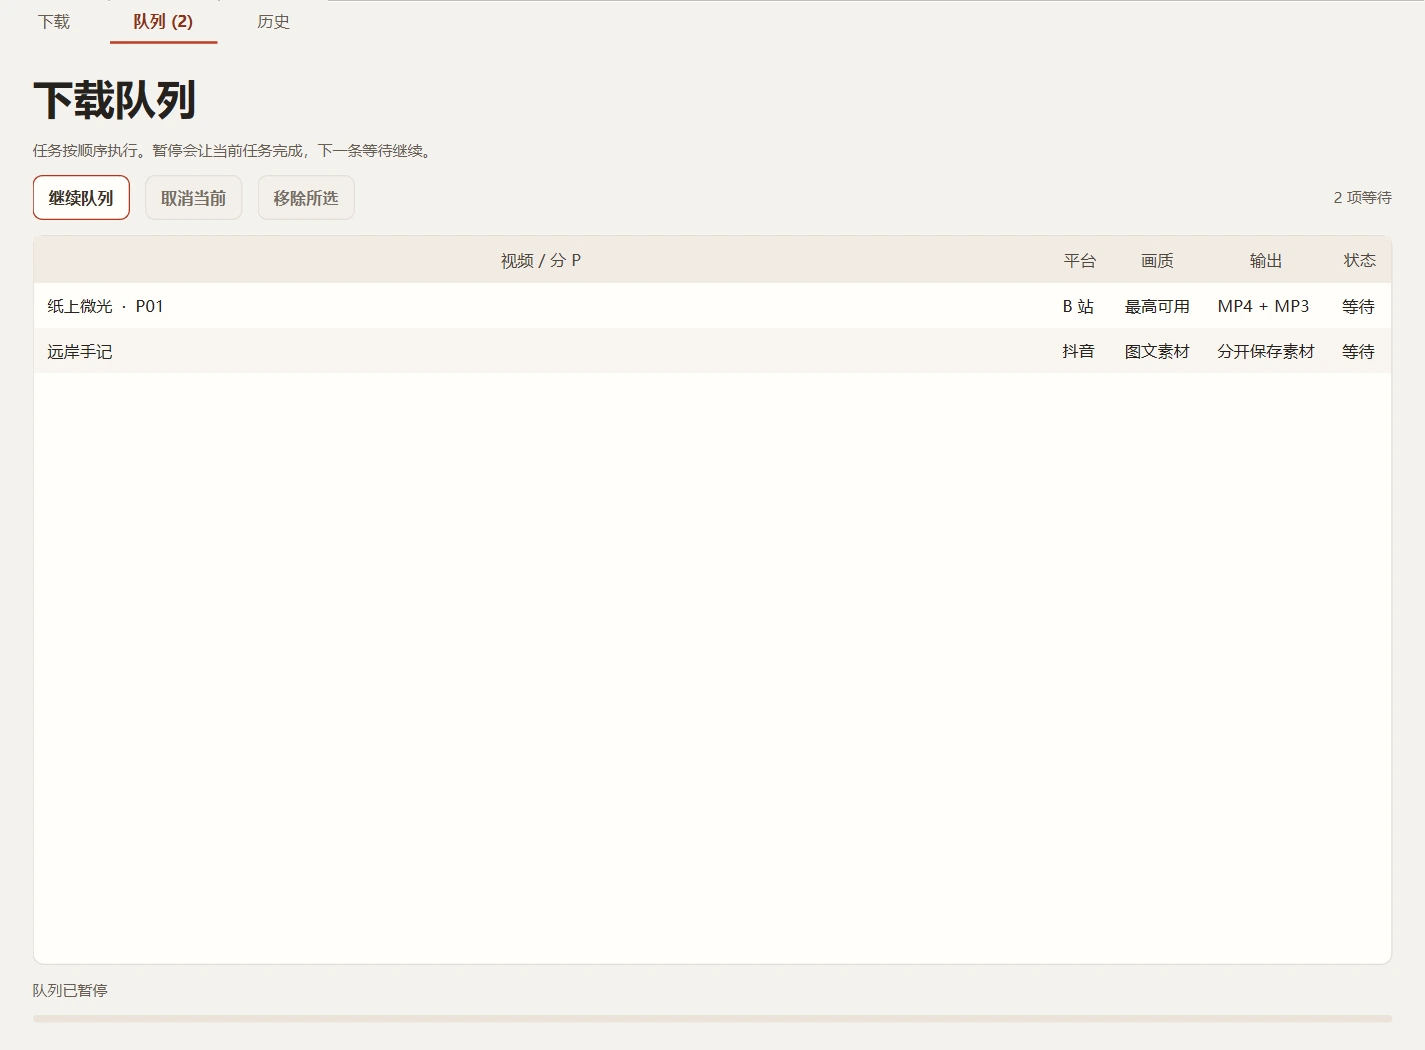 下载 队列 (2) 历史
下载队列
任务按顺序执行。暂停会让当前任务完成，下一条等待继续。
继续队列 取消当前 移除所选 2 项等待
视频 / 分 P 平台 画质 输出 状态
纸上微光 · P01 B 站 最高可用 MP4 + MP3 等待
远岸手记 抖音 图文素材 分开保存素材 等待
队列已暂停